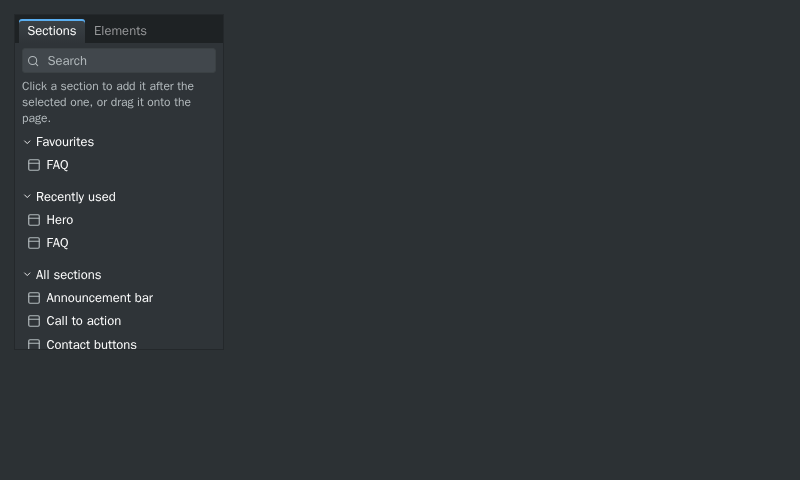 Sections
Elements
Search
Click a section to add it after the
selected one, or drag it onto the
page.
Favourites
FAQ
Recently used
Hero
FAQ
All sections
Announcement bar
Call to action
Contact buttons